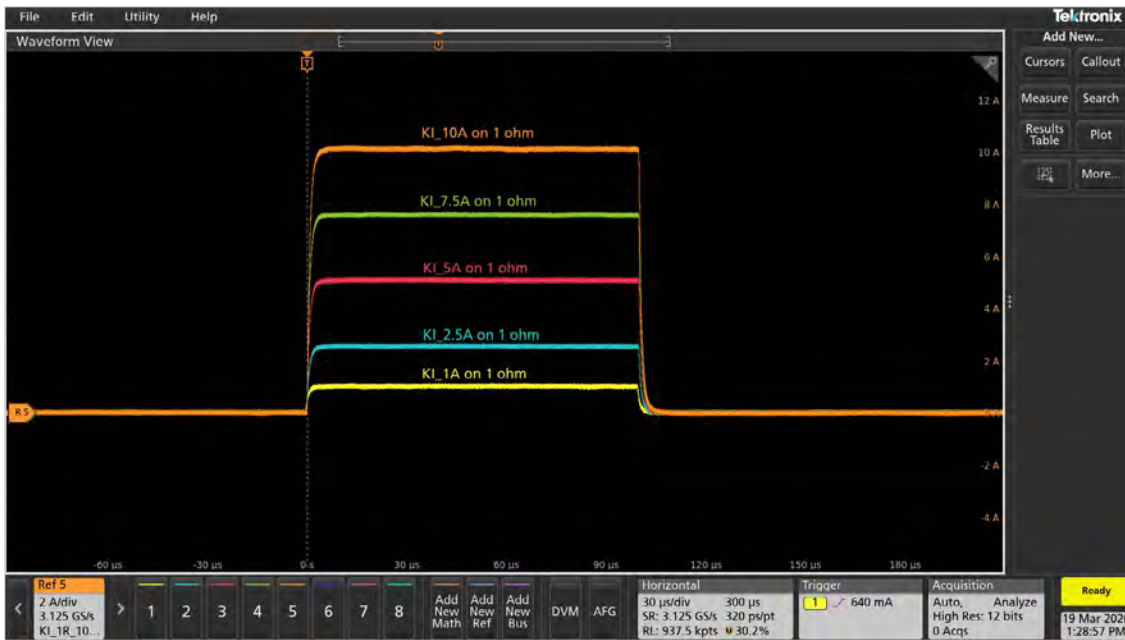 File Edit Utility Help
Tektronix
Waveform View
Add New...
Cursors Callout
Measure Search
Results Table Plot
More...
T
12 A
KI_10A on 1 ohm
10 A
KI_7.5A on 1 ohm
8 A
6 A
KI_5A on 1 ohm
4 A
KI_2.5A on 1 ohm
2 A
KI_1A on 1 ohm
R 5
-2 A
-4 A
-60 µs -30 µs 0 s 30 µs 60 µs 90 µs 120 µs 150 µs 180 µs
Ref 5
2 A/div
3.125 GS/s
KI_1R_10...
1 2 3 4 5 6 7 8
Add New Math
Add New Ref
Add New Bus
DVM AFG
Horizontal
30 µs/div 300 µs
SR: 3.125 GS/s 320 ps/pt
RL: 937.5 kpts 30.2%
Trigger
1 640 mA
Acquisition
Auto, Analyze
High Res: 12 bits
0 Acqs
Ready
19 Mar 202
1:28:57 PM